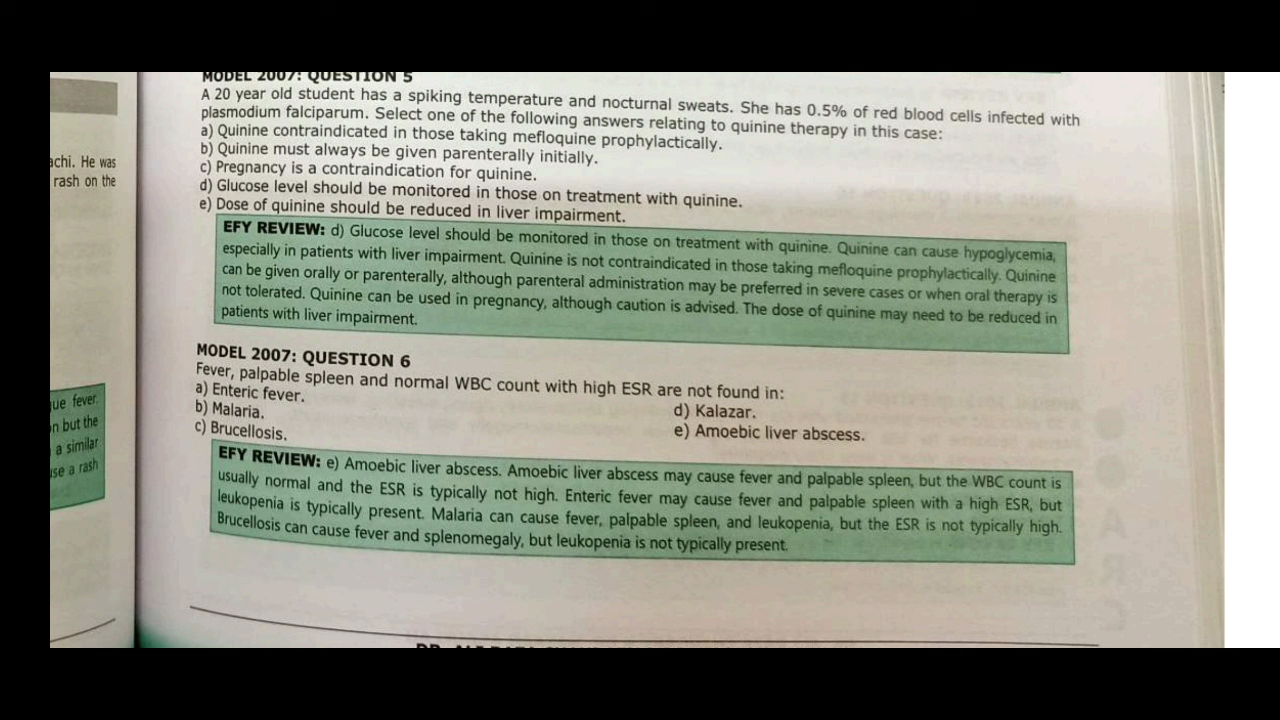 MODEL 2007: QUESTION 5
A 20 year old student has a spiking temperature and nocturnal sweats. She has 0.5% of red blood cells infected with
plasmodium falciparum. Select one of the following answers relating to quinine therapy in this case:
a) Quinine contraindicated in those taking mefloquine prophylactically.
b) Quinine must always be given parenterally initially.
c) Pregnancy is a contraindication for quinine.
d) Glucose level should be monitored in those on treatment with quinine.
e) Dose of quinine should be reduced in liver impairment.
EFY REVIEW: d) Glucose level should be monitored in those on treatment with quinine. Quinine can cause hypoglycemia,
especially in patients with liver impairment. Quinine is not contraindicated in those taking mefloquine prophylactically. Quinine
can be given orally or parenterally, although parenteral administration may be preferred in severe cases or when oral therapy is
not tolerated. Quinine can be used in pregnancy, although caution is advised. The dose of quinine may need to be reduced in
patients with liver impairment.
MODEL 2007: QUESTION 6
Fever, palpable spleen and normal WBC count with high ESR are not found in:
a) Enteric fever.
b) Malaria.
c) Brucellosis.
d) Kalazar.
e) Amoebic liver abscess.
EFY REVIEW: e) Amoebic liver abscess. Amoebic liver abscess may cause fever and palpable spleen, but the WBC count is
usually normal and the ESR is typically not high. Enteric fever may cause fever and palpable spleen with a high ESR, but
leukopenia is typically present. Malaria can cause fever, palpable spleen, and leukopenia, but the ESR is not typically high.
Brucellosis can cause fever and splenomegaly, but leukopenia is not typically present.
achi. He was
rash on the
ue fever.
n but the
a similar
se a rash